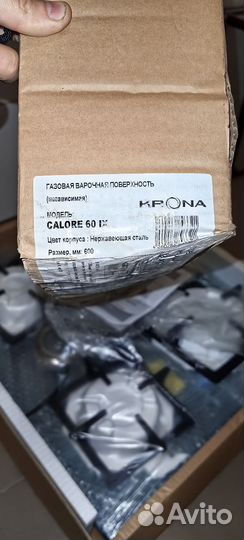 ГАЗОВАЯ ВАРОЧНАЯ ПОВЕРХНОСТЬ
(независимая)
KRONA
МОДЕЛЬ:
CALORE 60 IX
Цвет корпуса : Нержавеющая сталь
Размер, мм: 600
Avito